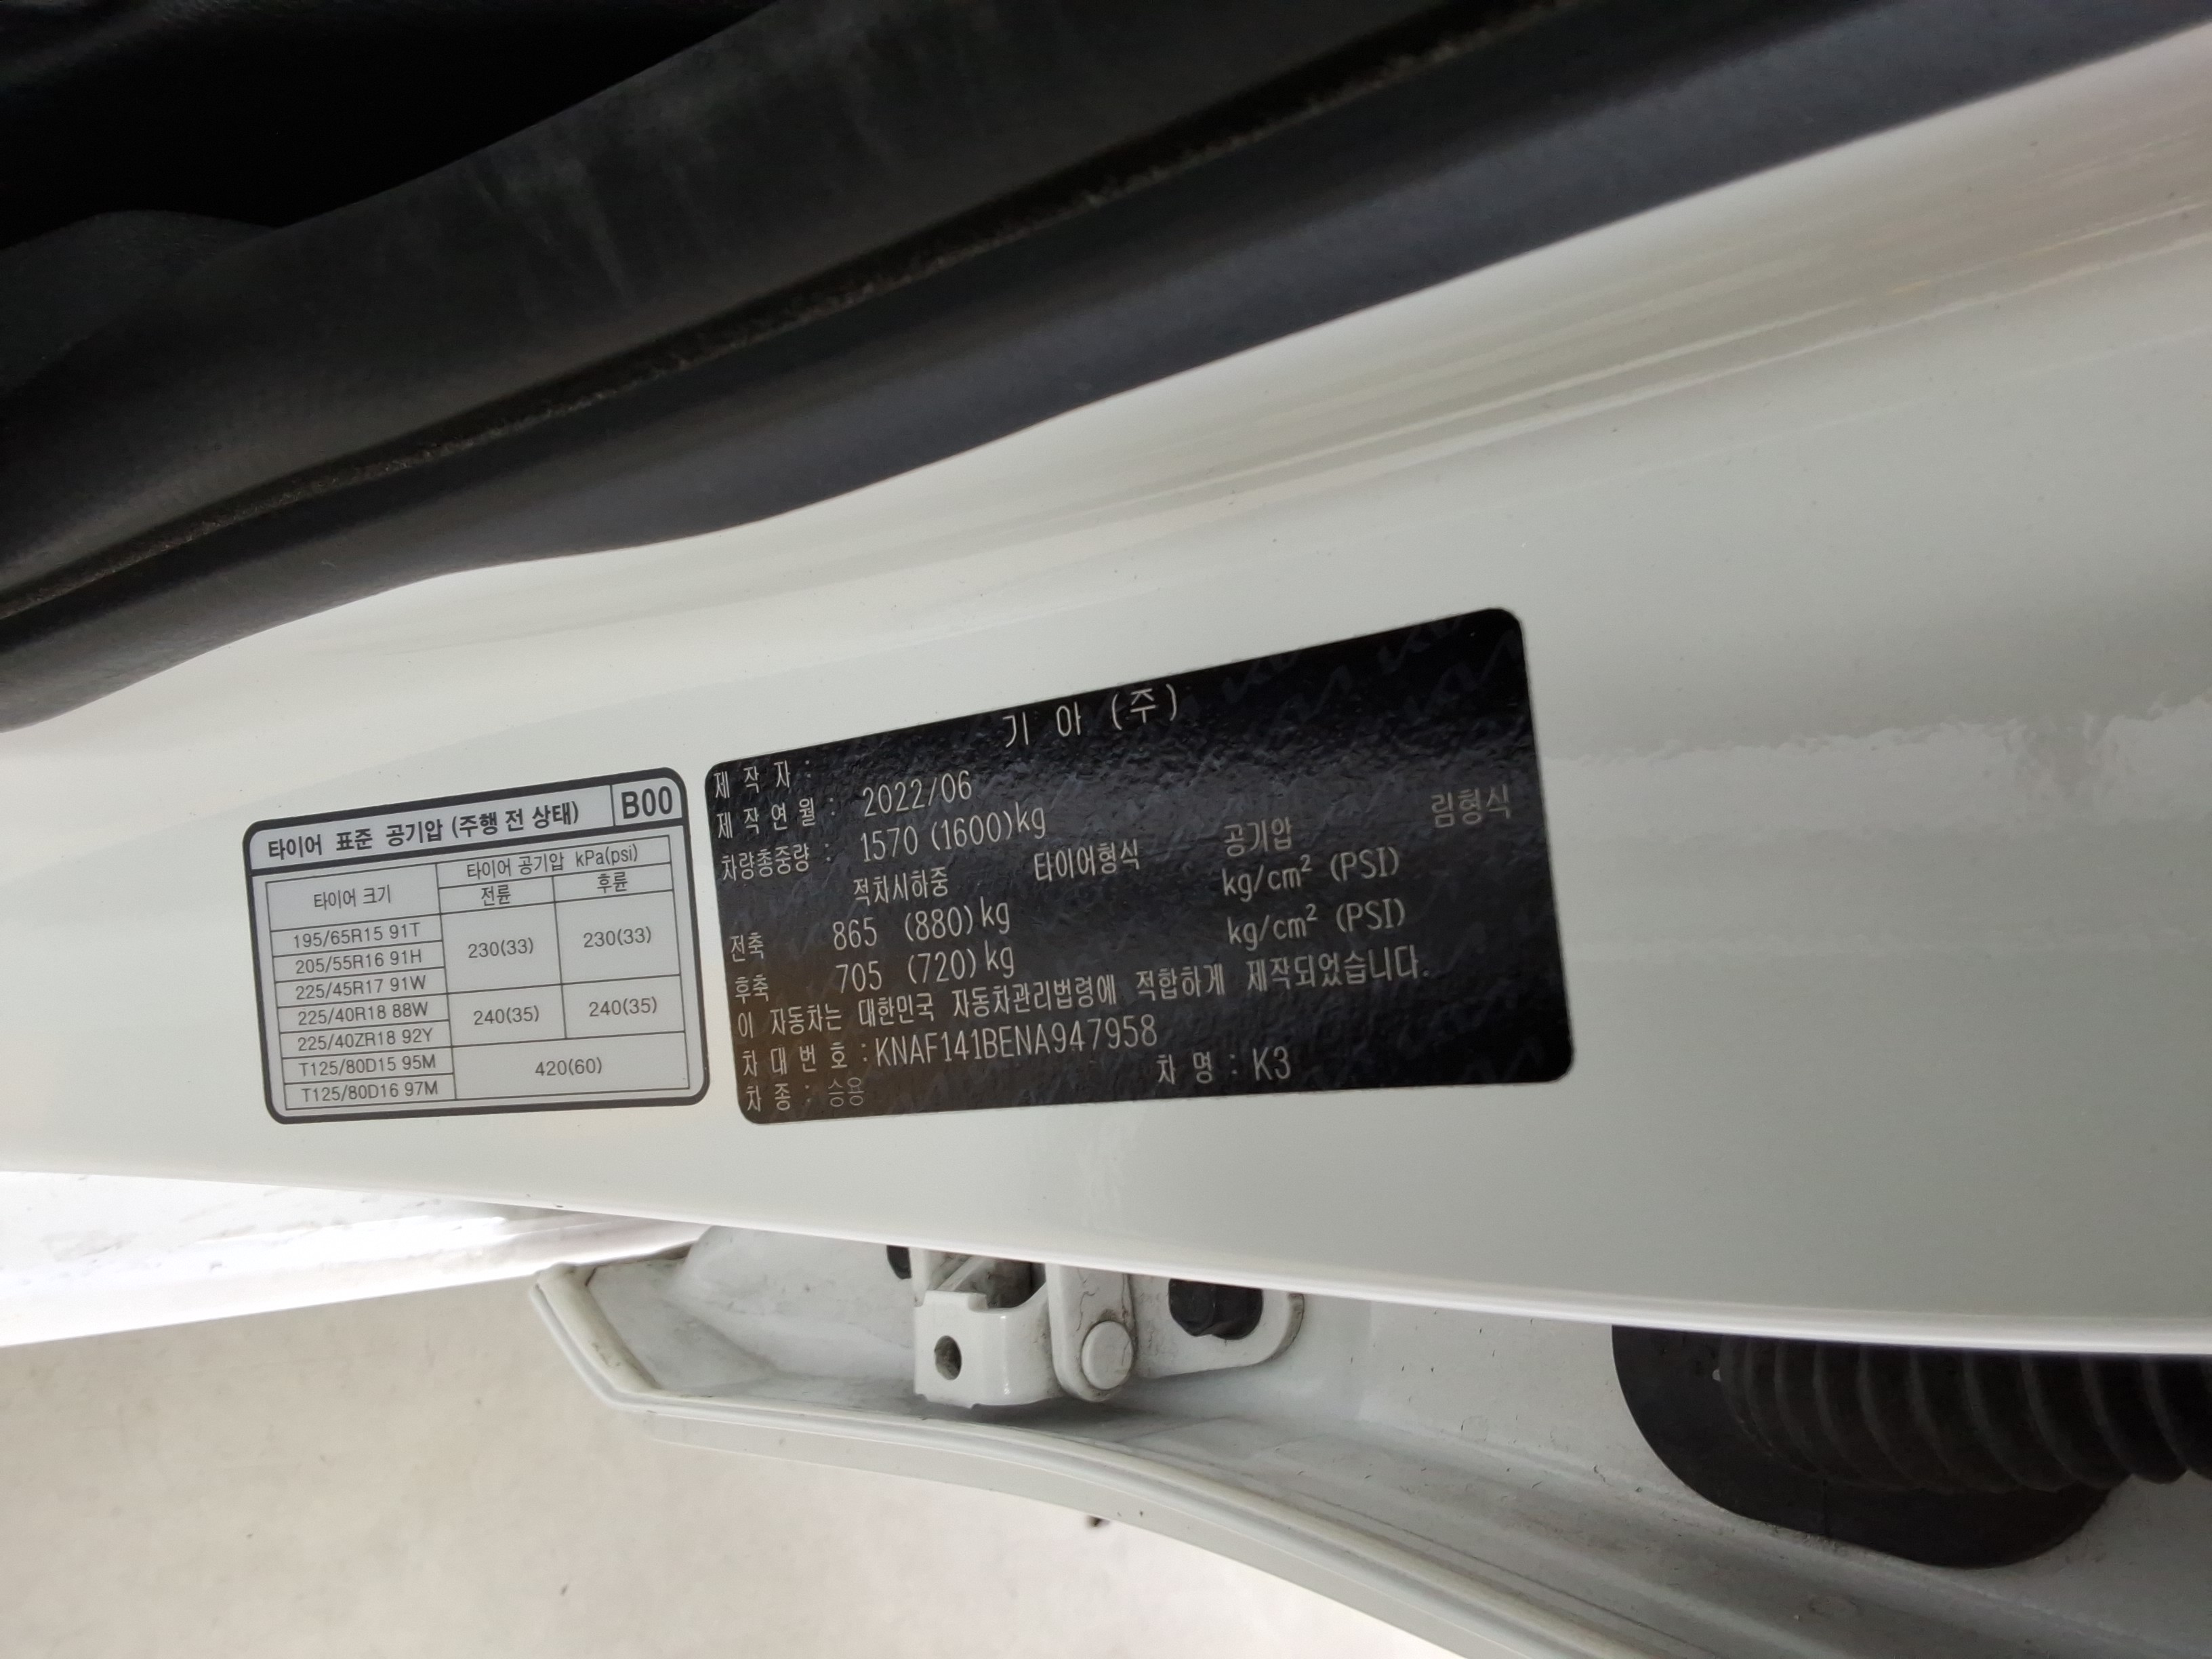 타이어 표준 공기압 (주행 전 상태) B00
타이어 크기 타이어 공기압 kPa(psi)
전륜 후륜
195/65R15 91T
205/55R16 91H 230(33) 230(33)
225/45R17 91W
225/40R18 88W 240(35) 240(35)
225/40ZR18 92Y
T125/80D15 95M 420(60)
T125/80D16 97M
제 작 자 : 기 아 (주)
제 작 연 월 : 2022/06
차량총중량 : 1570 (1600)kg
적차시하중 타이어형식 공기압 림형식
전축 865 (880)kg kg/cm² (PSI)
후축 705 (720)kg kg/cm² (PSI)
이 자동차는 대한민국 자동차관리법령에 적합하게 제작되었습니다.
차 대 번 호 : KNAF141BENA947958
차 종 : 승용 차 명 : K3